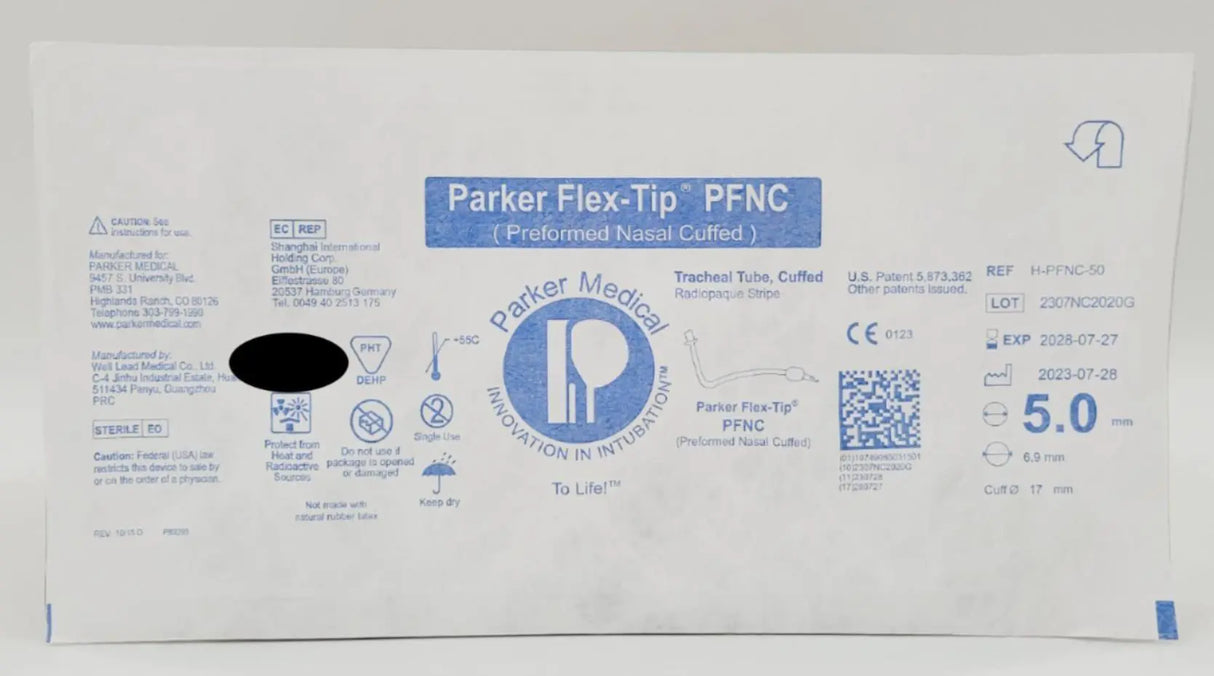 Parker Flex-Tip® PFNC
( Preformed Nasal Cuffed )
CAUTION: See
instructions for use.
Manufactured for:
PARKER MEDICAL
9457 S. University Blvd.
PMB 331
Highlands Ranch, CO 80126
Telephone 303-799-1990
www.parkermedical.com
Manufactured by:
Well Lead Medical Co., Ltd.
C-4 Jinhu Industrial Estate,
511434 Panyu, Guangzhou
PRC
STERILE EO
Caution: Federal (USA) law
restricts this device to sale by
or on the order of a physician.
REV. 10/15 D
EC REP
Shanghai International
Holding Corp.
GmbH (Europe)
Eiffestrasse 80
20537 Hamburg Germany
Tel. 0049 40 2513 175
PHT
DEHP
+55C
Protect from
Heat and
Radioactive
Sources
Do not use if
package is opened
or damaged
2
Single Use
Keep dry
Not made with
natural rubber latex
Parker Medical
INNOVATION IN INTUBATION™
To Life!™
Tracheal Tube, Cuffed
Radiopaque Stripe
Parker Flex-Tip®
PFNC
(Preformed Nasal Cuffed)
U.S. Patent 5,873,362
Other patents issued.
CE 0123
(10)2307NC2020G
(11)230728
(17)280727
REF H-PFNC-50
LOT 2307NC2020G
EXP 2028-07-27
2023-07-28
5.0 mm
6.9 mm
Cuff Ø 17 mm